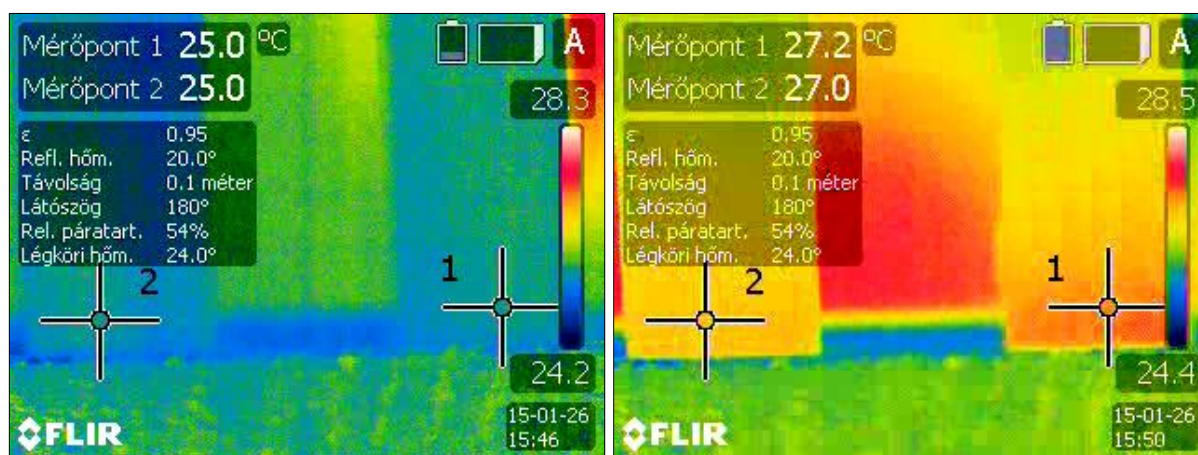 Mérőpont 1 25.0 ºC A
Mérőpont 2 25.0
28.3
ε 0.95
Refl. hőm. 20.0°
Távolság 0.1 méter
Látószög 180°
Rel. páratart. 54%
Légköri hőm. 24.0°
1
2
24.2
15-01-26
15:46
FLIR
Mérőpont 1 27.2 ºC A
Mérőpont 2 27.0
28.5
ε 0.95
Refl. hőm. 20.0°
Távolság 0.1 méter
Látószög 180°
Rel. páratart. 54%
Légköri hőm. 24.0°
1
2
24.4
15-01-26
15:50
FLIR